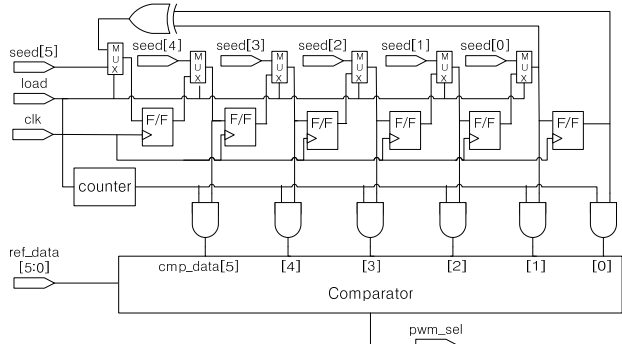 seed[5]
seed[4]
seed[3]
seed[2]
seed[1]
seed[0]
MUX
MUX
MUX
MUX
MUX
MUX
load
clk
F/F
F/F
F/F
F/F
F/F
F/F
counter
ref_data
[5:0]
cmp_data[5]
[4]
[3]
[2]
[1]
[0]
Comparator
pwm_sel